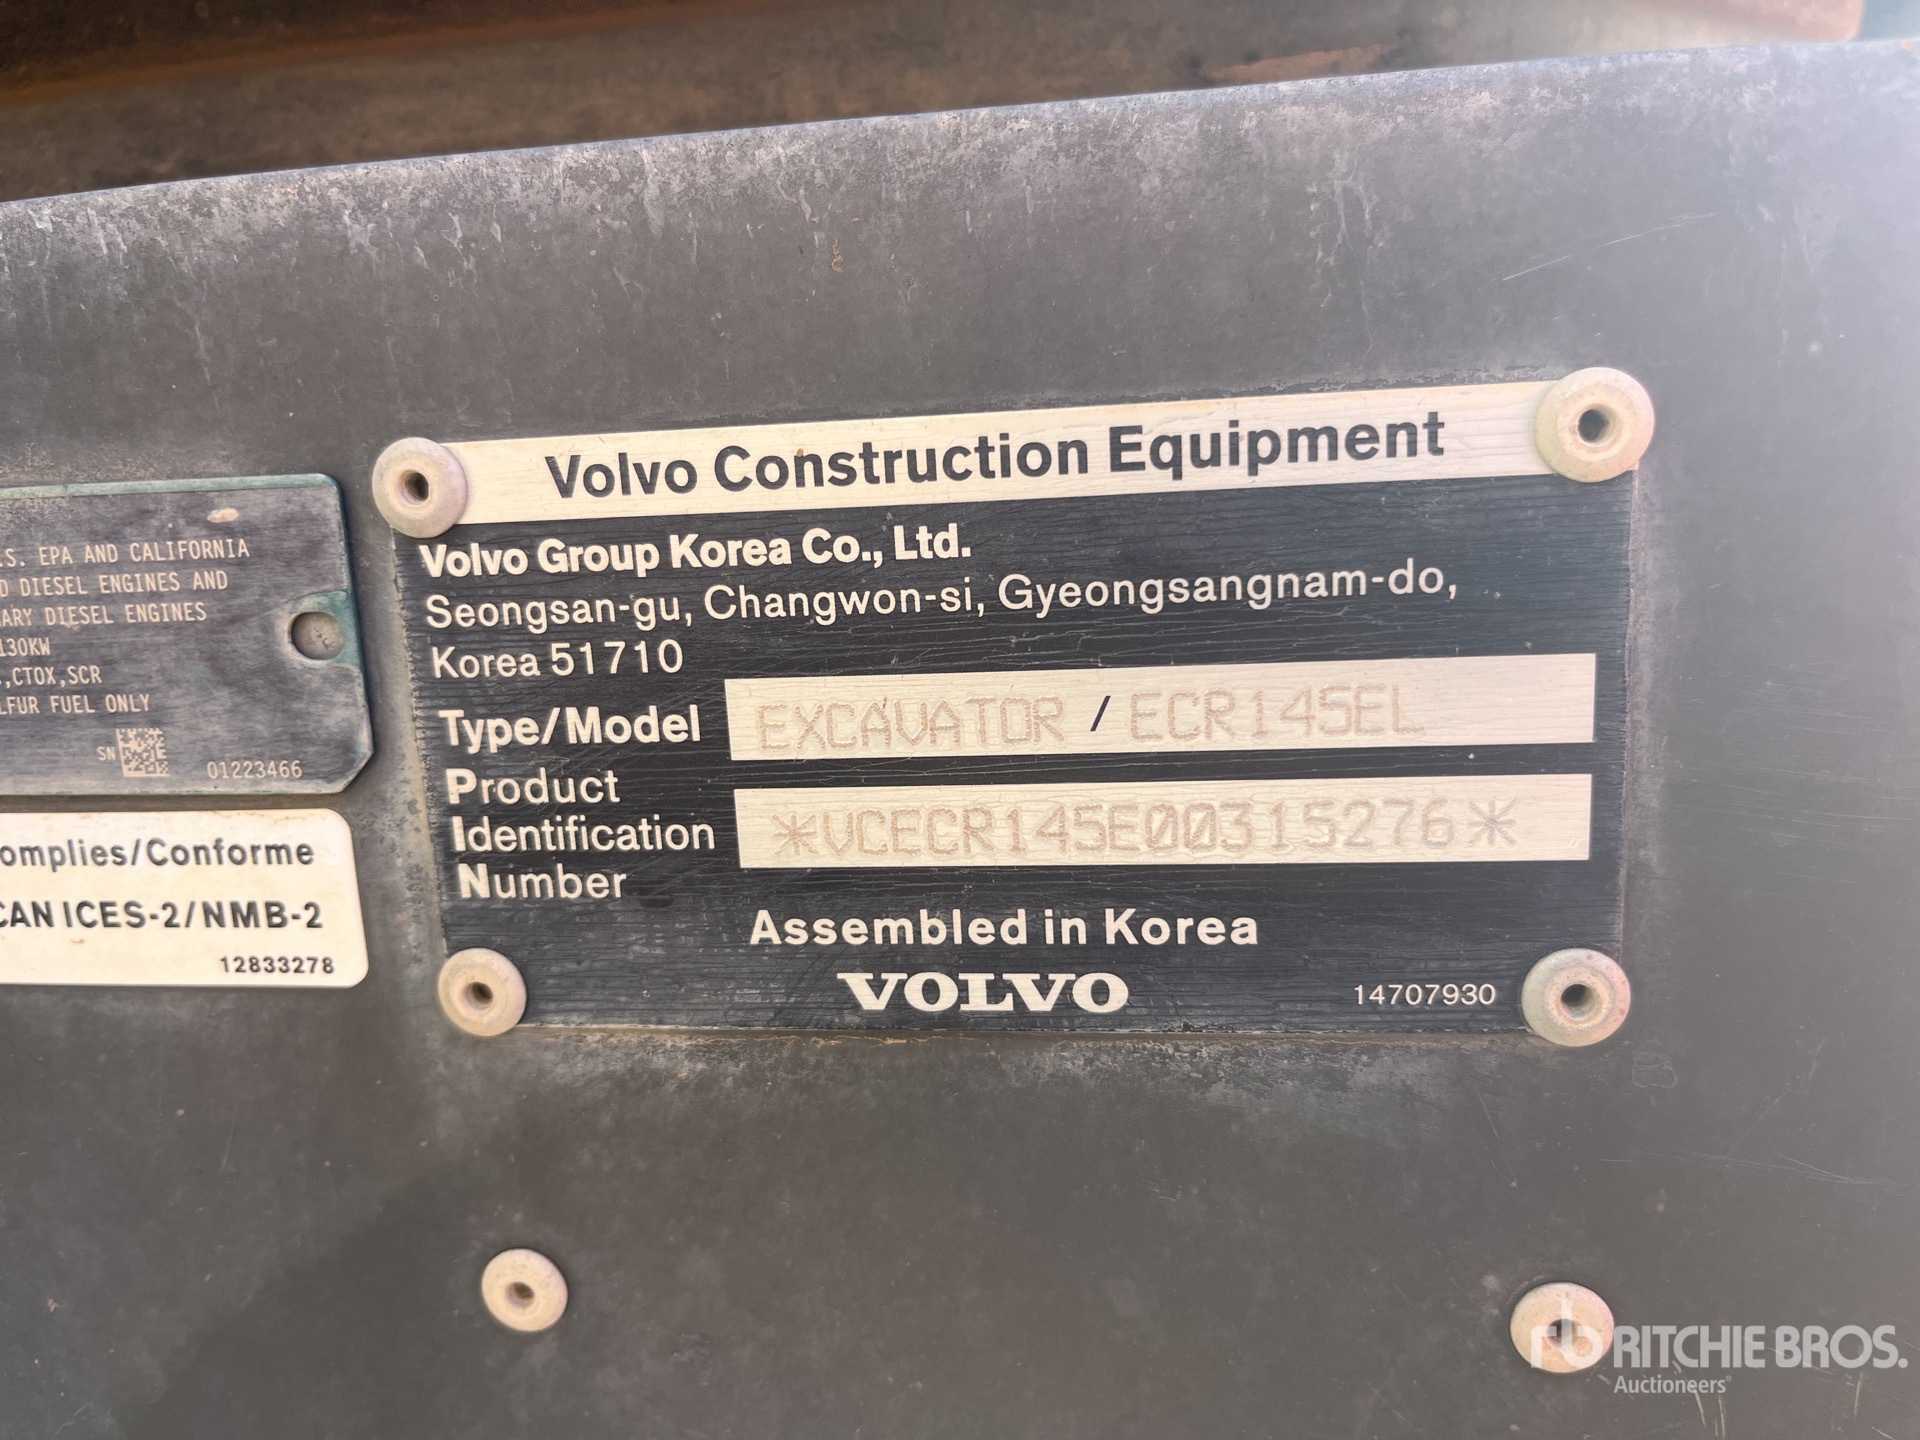 .S. EPA AND CALIFORNIA
D DIESEL ENGINES AND
ARY DIESEL ENGINES
130KW
,CTOX,SCR
LFUR FUEL ONLY
SN 01223466
omplies/Conforme
CAN ICES-2/NMB-2
12833278
Volvo Construction Equipment
Volvo Group Korea Co., Ltd.
Seongsan-gu, Changwon-si, Gyeongsangnam-do,
Korea 51710
Type/Model EXCAVATOR / ECR145EL
Product
Identification *VCECR145E00315276*
Number
Assembled in Korea
VOLVO
14707930
rb RITCHIE BROS.
Auctioneers